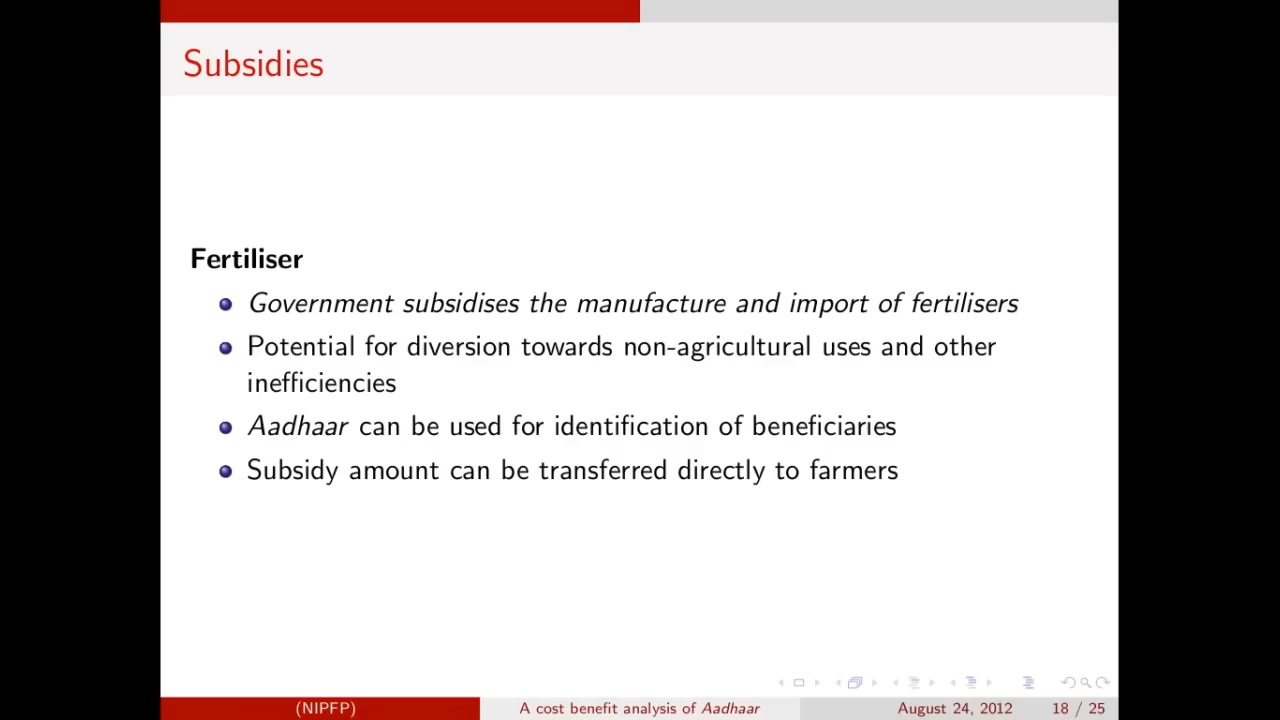 Subsidies
Fertiliser
Government subsidises the manufacture and import of fertilisers
Potential for diversion towards non-agricultural uses and other
inefficiencies
Aadhaar can be used for identification of beneficiaries
Subsidy amount can be transferred directly to farmers
(NIPFP)
A cost benefit analysis of Aadhaar
August 24, 2012
18 / 25